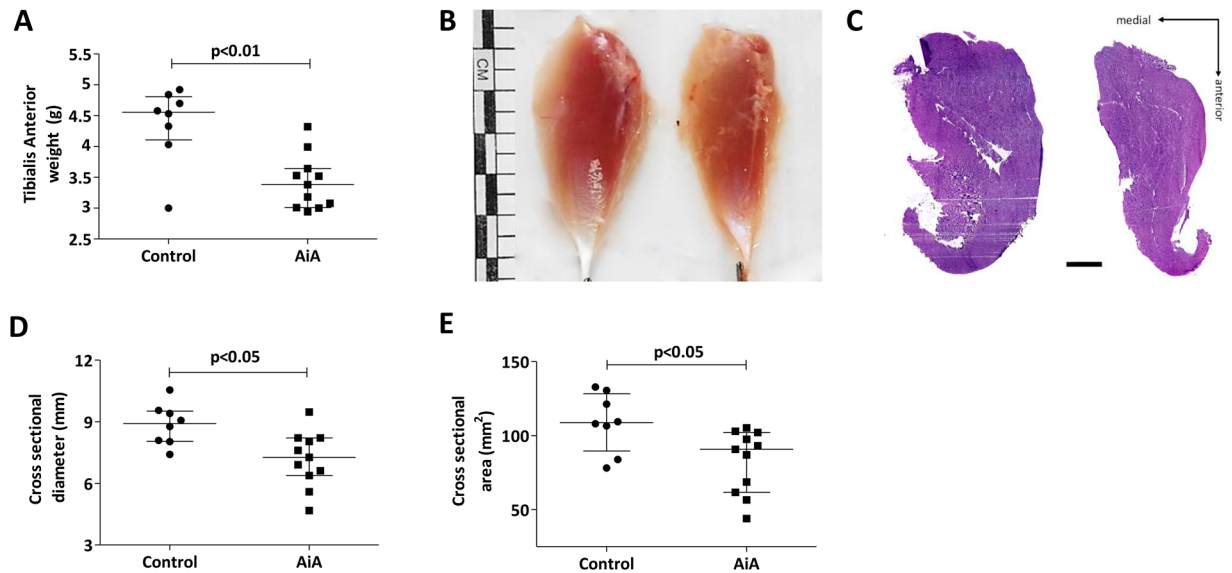 A
p<0.01
Tibialis Anterior
weight (g)
5.5
5
4.5
4
3.5
3
2.5
Control
AiA
B
CM
C
medial
anterior
D
p<0.05
Cross sectional
diameter (mm)
12
9
6
3
Control
AiA
E
p<0.05
Cross sectional
area (mm²)
150
100
50
Control
AiA